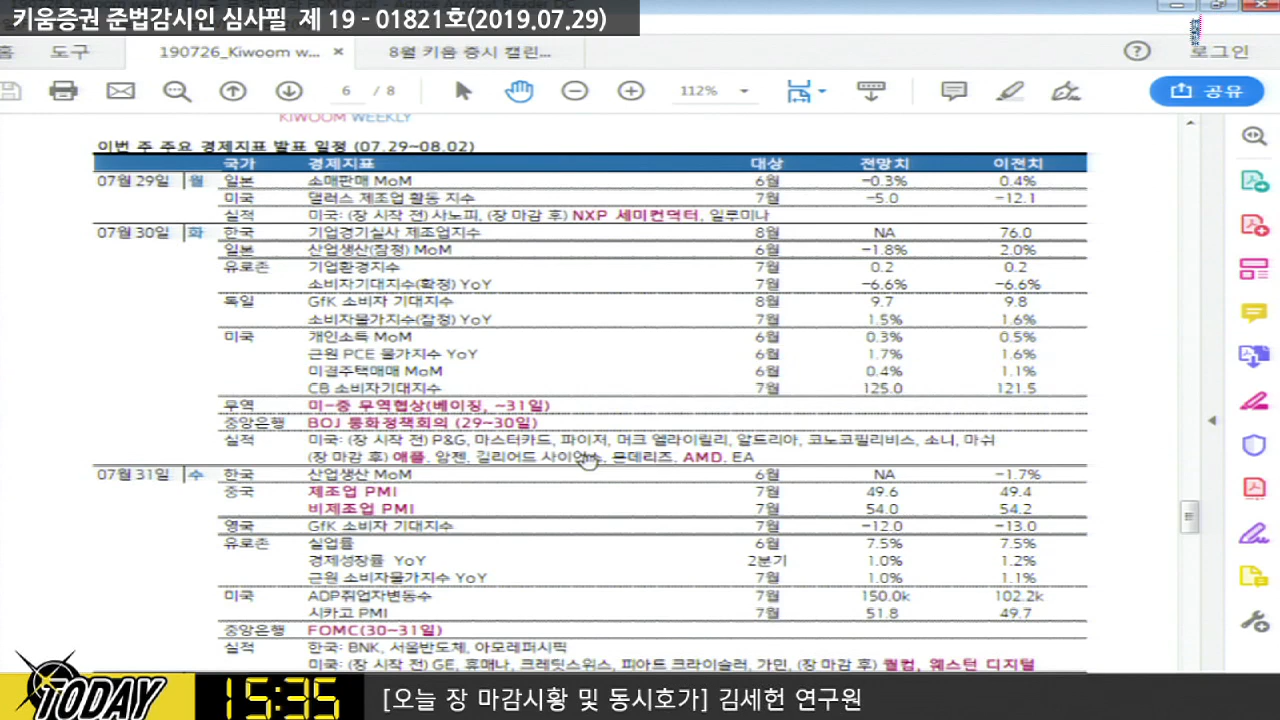 키움증권 준법감시인 심사필 제 19 - 01821호(2019.07.29)
홈 도구 190726_Kiwoom w... × 8월 키움 증시 캘린... 로그인
6 / 8 112% 공유
KIWOOM WEEKLY
이번 주 주요 경제지표 발표 일정 (07.29~08.02)
국가 경제지표 대상 전망치 이전치
07월 29일 월 일본 소매판매 MoM 6월 -0.3% 0.4%
미국 댈러스 제조업 활동 지수 7월 -5.0 -12.1
실적 미국: (장 시작 전) 사노피, (장 마감 후) NXP 세미컨덕터, 일루미나
07월 30일 화 한국 기업경기실사 제조업지수 8월 NA 76.0
일본 산업생산(잠정) MoM 6월 -1.8% 2.0%
유로존 기업환경지수 7월 0.2 0.2
소비자기대지수(확정) YoY 7월 -6.6% -6.6%
독일 GfK 소비자 기대지수 8월 9.7 9.8
소비자물가지수(잠정) YoY 7월 1.5% 1.6%
미국 개인소득 MoM 6월 0.3% 0.5%
근원 PCE 물가지수 YoY 6월 1.7% 1.6%
미결주택매매 MoM 6월 0.4% 1.1%
CB 소비자기대지수 7월 125.0 121.5
무역 미-중 무역협상(베이징, ~31일)
중앙은행 BOJ 통화정책회의 (29~30일)
실적 미국: (장 시작 전) P&G, 마스터카드, 파이저, 머크 엘라이릴리, 알트리아, 코노코필리비스, 소니, 마쉬
(장 마감 후) 애플, 암젠, 길리어드 사이언스, 몬데리즈, AMD, EA
07월 31일 수 한국 산업생산 MoM 6월 NA -1.7%
중국 제조업 PMI 7월 49.6 49.4
비제조업 PMI 7월 54.0 54.2
영국 GfK 소비자 기대지수 7월 -12.0 -13.0
유로존 실업률 6월 7.5% 7.5%
경제성장률 YoY 2분기 1.0% 1.2%
근원 소비자물가지수 YoY 7월 1.0% 1.1%
미국 ADP취업자변동수 7월 150.0k 102.2k
시카고 PMI 7월 51.8 49.7
중앙은행 FOMC(30~31일)
실적 한국: BNK, 서울반도체, 아모레퍼시픽
미국: (장 시작 전) GE, 휴매나, 크레딧스위스, 피아트 크라이슬러, 가민, (장 마감 후) 퀄컴, 웨스턴 디지털
TODAY 15:35 [오늘 장 마감시황 및 동시호가] 김세헌 연구원